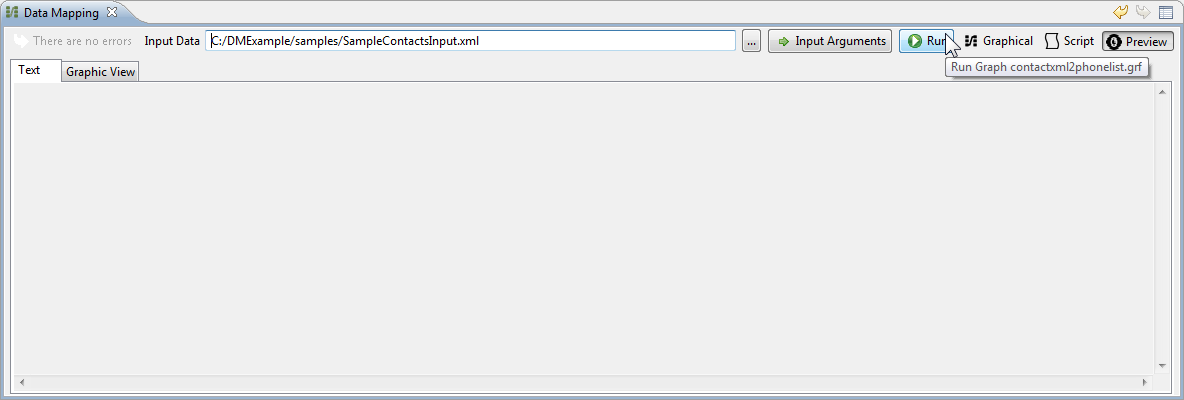 Data Mapping
There are no errors Input Data C:/DMExample/samples/SampleContactsInput.xml ... Input Arguments Run Graphical Script Preview
Run Graph contactxml2phonelist.grf
Text Graphic View